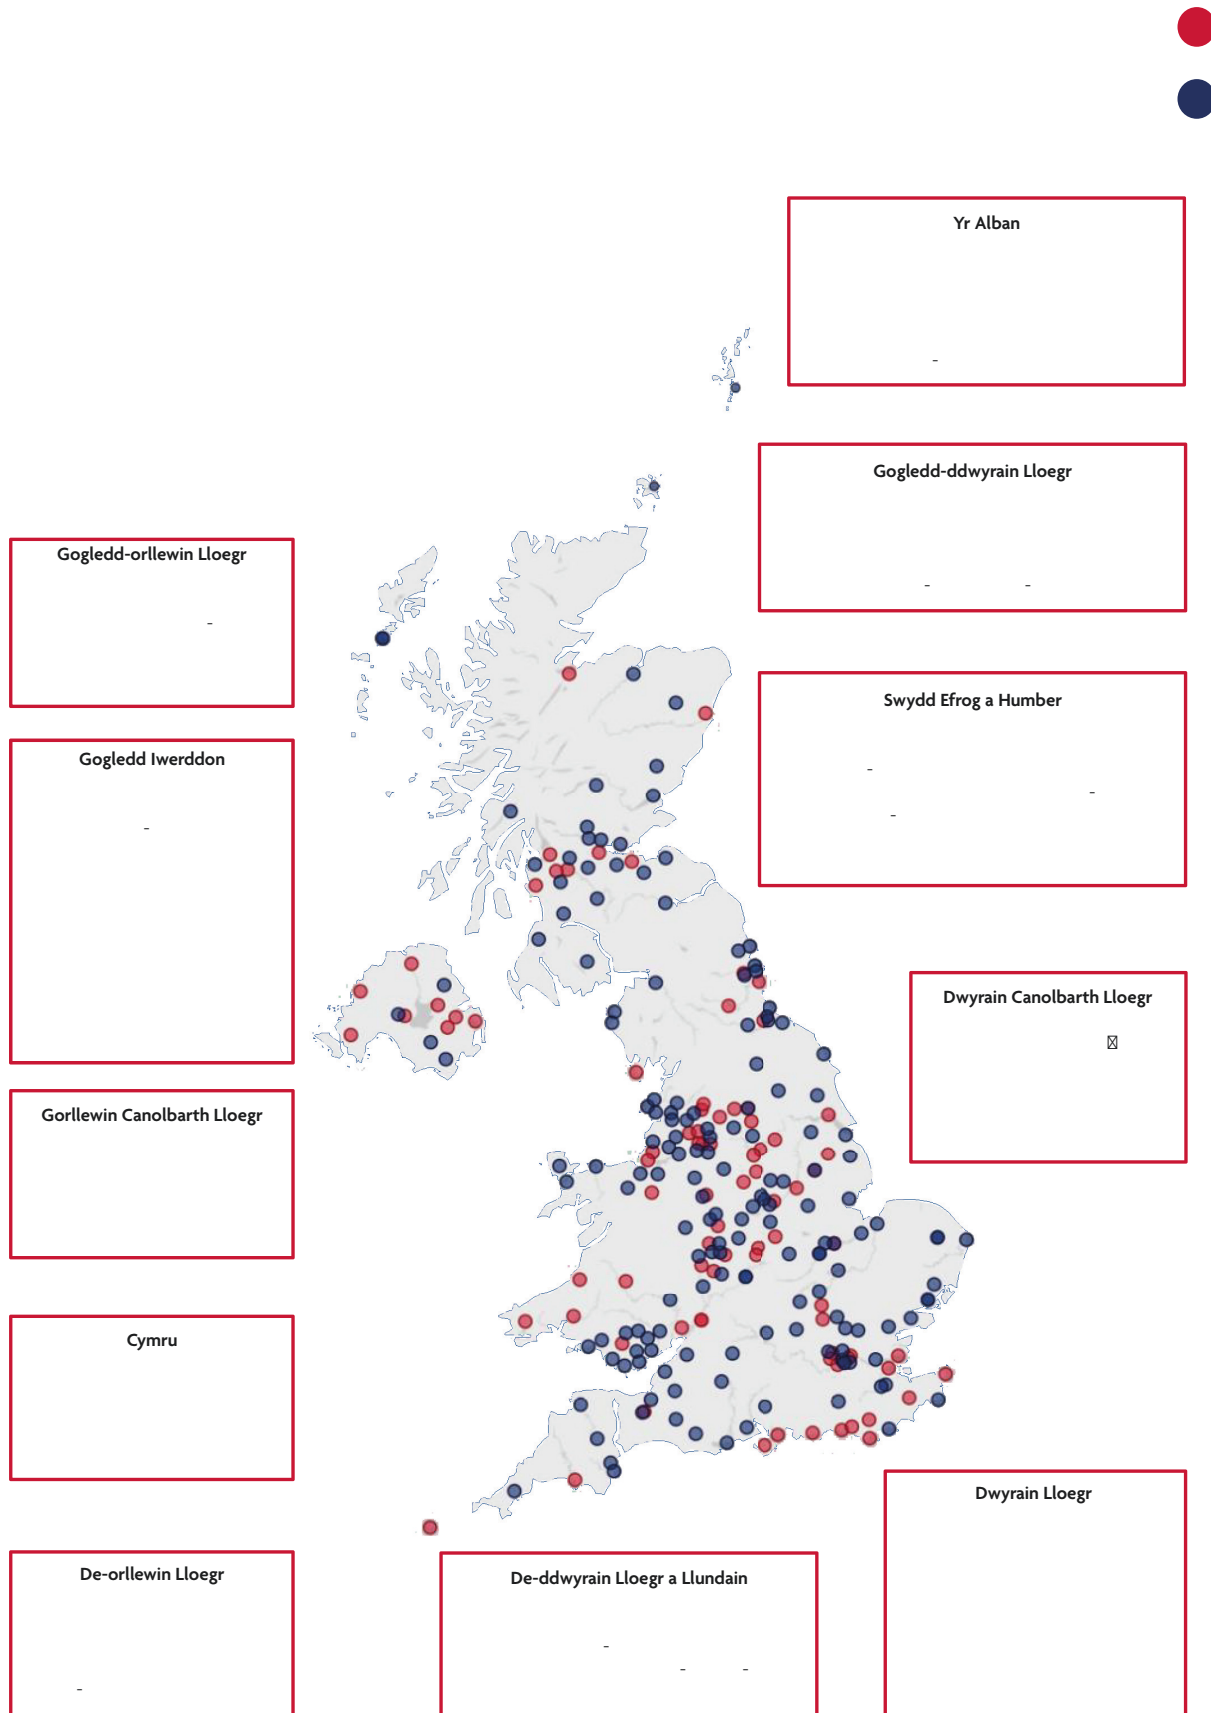 Yr Alban
-
Gogledd-ddwyrain Lloegr
- -
Gogledd-orllewin Lloegr
-
Swydd Efrog a Humber
-
-
-
Gogledd Iwerddon
-
Dwyrain Canolbarth Lloegr
Gorllewin Canolbarth Lloegr
Cymru
Dwyrain Lloegr
De-orllewin Lloegr
-
De-ddwyrain Lloegr a Llundain
-
- -